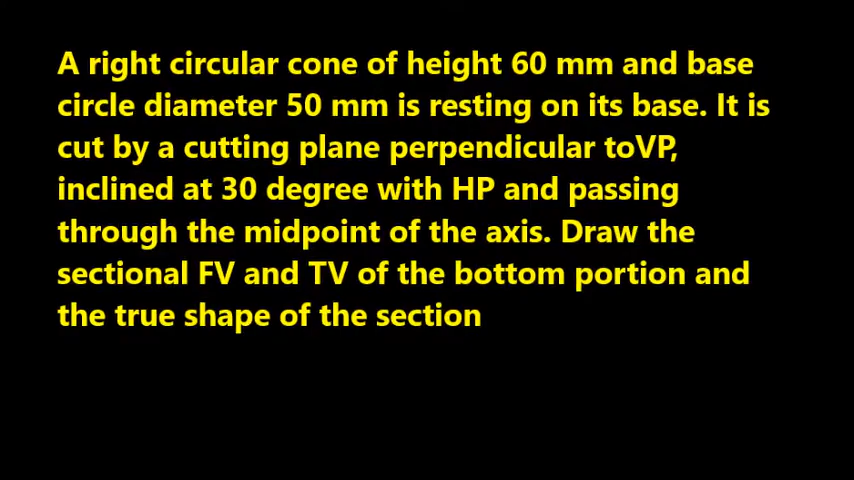 A right circular cone of height 60 mm and base
circle diameter 50 mm is resting on its base. It is
cut by a cutting plane perpendicular toVP,
inclined at 30 degree with HP and passing
through the midpoint of the axis. Draw the
sectional FV and TV of the bottom portion and
the true shape of the section